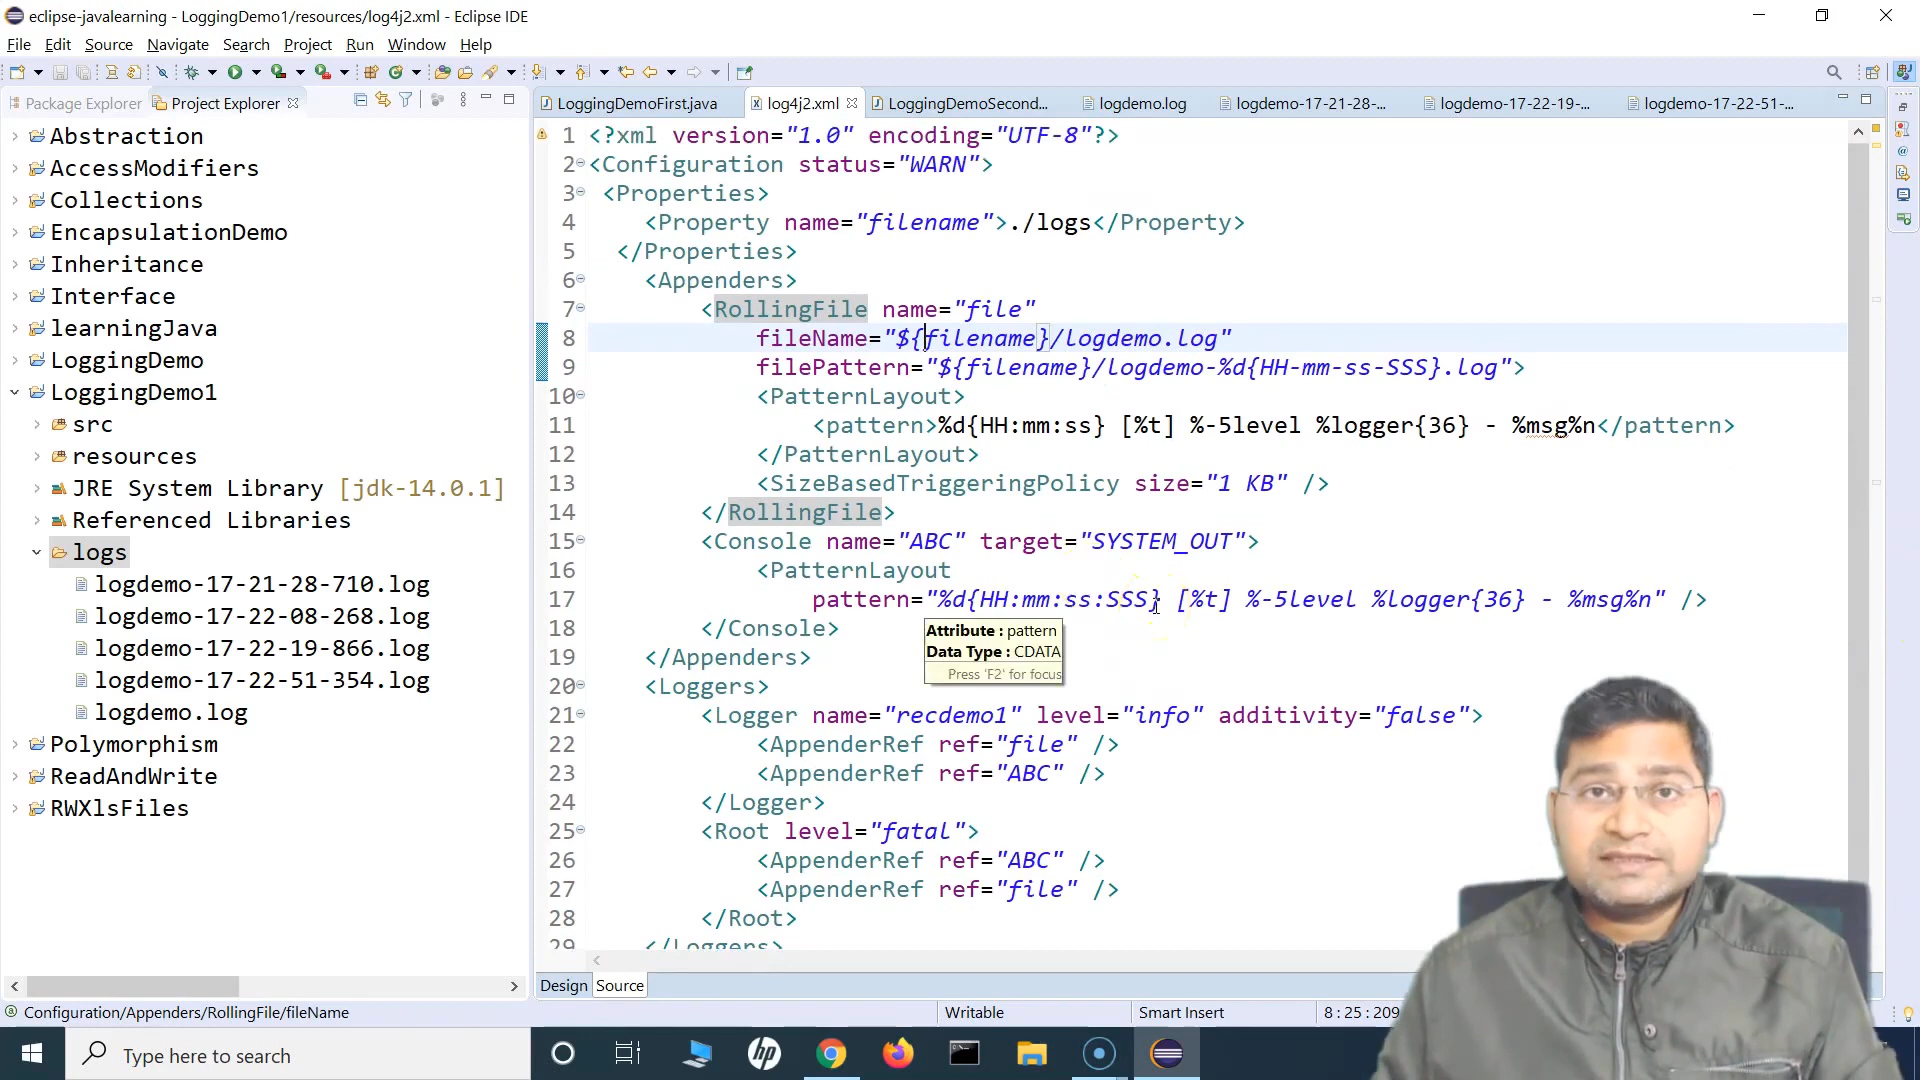 eclipse-javalearning - LoggingDemo1/resources/log4j2.xml - Eclipse IDE
File Edit Source Navigate Search Project Run Window Help
Package Explorer Project Explorer
LoggingDemoFirst.java log4j2.xml LoggingDemoSecond... logdemo.log logdemo-17-21-28-... logdemo-17-22-19-... logdemo-17-22-51-...
Abstraction
AccessModifiers
Collections
EncapsulationDemo
Inheritance
Interface
learningJava
LoggingDemo
LoggingDemo1
src
resources
JRE System Library [jdk-14.0.1]
Referenced Libraries
logs
logdemo-17-21-28-710.log
logdemo-17-22-08-268.log
logdemo-17-22-19-866.log
logdemo-17-22-51-354.log
logdemo.log
Polymorphism
ReadAndWrite
RWXlsFiles
1 <?xml version="1.0" encoding="UTF-8"?>
2 <Configuration status="WARN">
3 <Properties>
4 <Property name="filename">./logs</Property>
5 </Properties>
6 <Appenders>
7 <RollingFile name="file"
8 fileName="${filename}/logdemo.log"
9 filePattern="${filename}/logdemo-%d{HH-mm-ss-SSS}.log">
10 <PatternLayout>
11 <pattern>%d{HH:mm:ss} [%t] %-5level %logger{36} - %msg%n</pattern>
12 </PatternLayout>
13 <SizeBasedTriggeringPolicy size="1 KB" />
14 </RollingFile>
15 <Console name="ABC" target="SYSTEM_OUT">
16 <PatternLayout
17 pattern="%d{HH:mm:ss:SSS} [%t] %-5level %logger{36} - %msg%n" />
18 </Console>
Attribute : pattern
Data Type : CDATA
Press 'F2' for focus
19 </Appenders>
20 <Loggers>
21 <Logger name="recdemo1" level="info" additivity="false">
22 <AppenderRef ref="file" />
23 <AppenderRef ref="ABC" />
24 </Logger>
25 <Root level="fatal">
26 <AppenderRef ref="ABC" />
27 <AppenderRef ref="file" />
28 </Root>
29 </Loggers>
Design Source
Configuration/Appenders/RollingFile/fileName Writable Smart Insert 8 : 25 : 209
Type here to search
hp